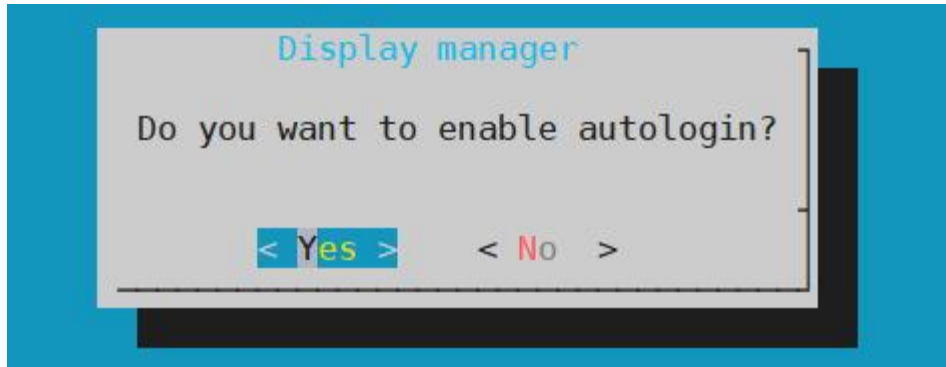 Display manager
Do you want to enable autologin?
< Yes > < No >